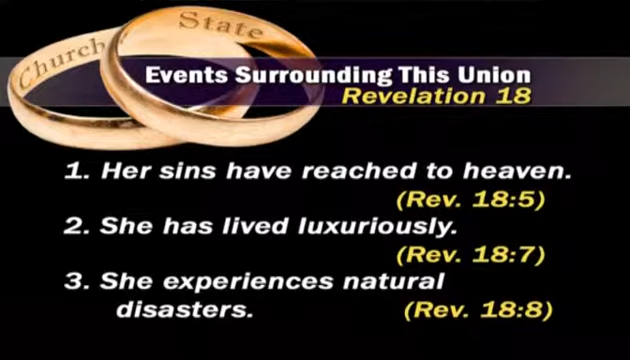 Church
State
Events Surrounding This Union
Revelation 18
1. Her sins have reached to heaven.
(Rev. 18:5)
2. She has lived luxuriously.
(Rev. 18:7)
3. She experiences natural
disasters. (Rev. 18:8)